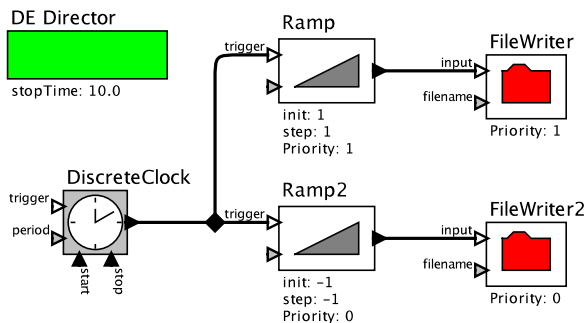 DE Director
stopTime: 10.0
Ramp
trigger
init: 1
step: 1
Priority: 1
FileWriter
input
filename
Priority: 1
DiscreteClock
trigger
period
start
stop
Ramp2
trigger
init: -1
step: -1
Priority: 0
FileWriter2
input
filename
Priority: 0